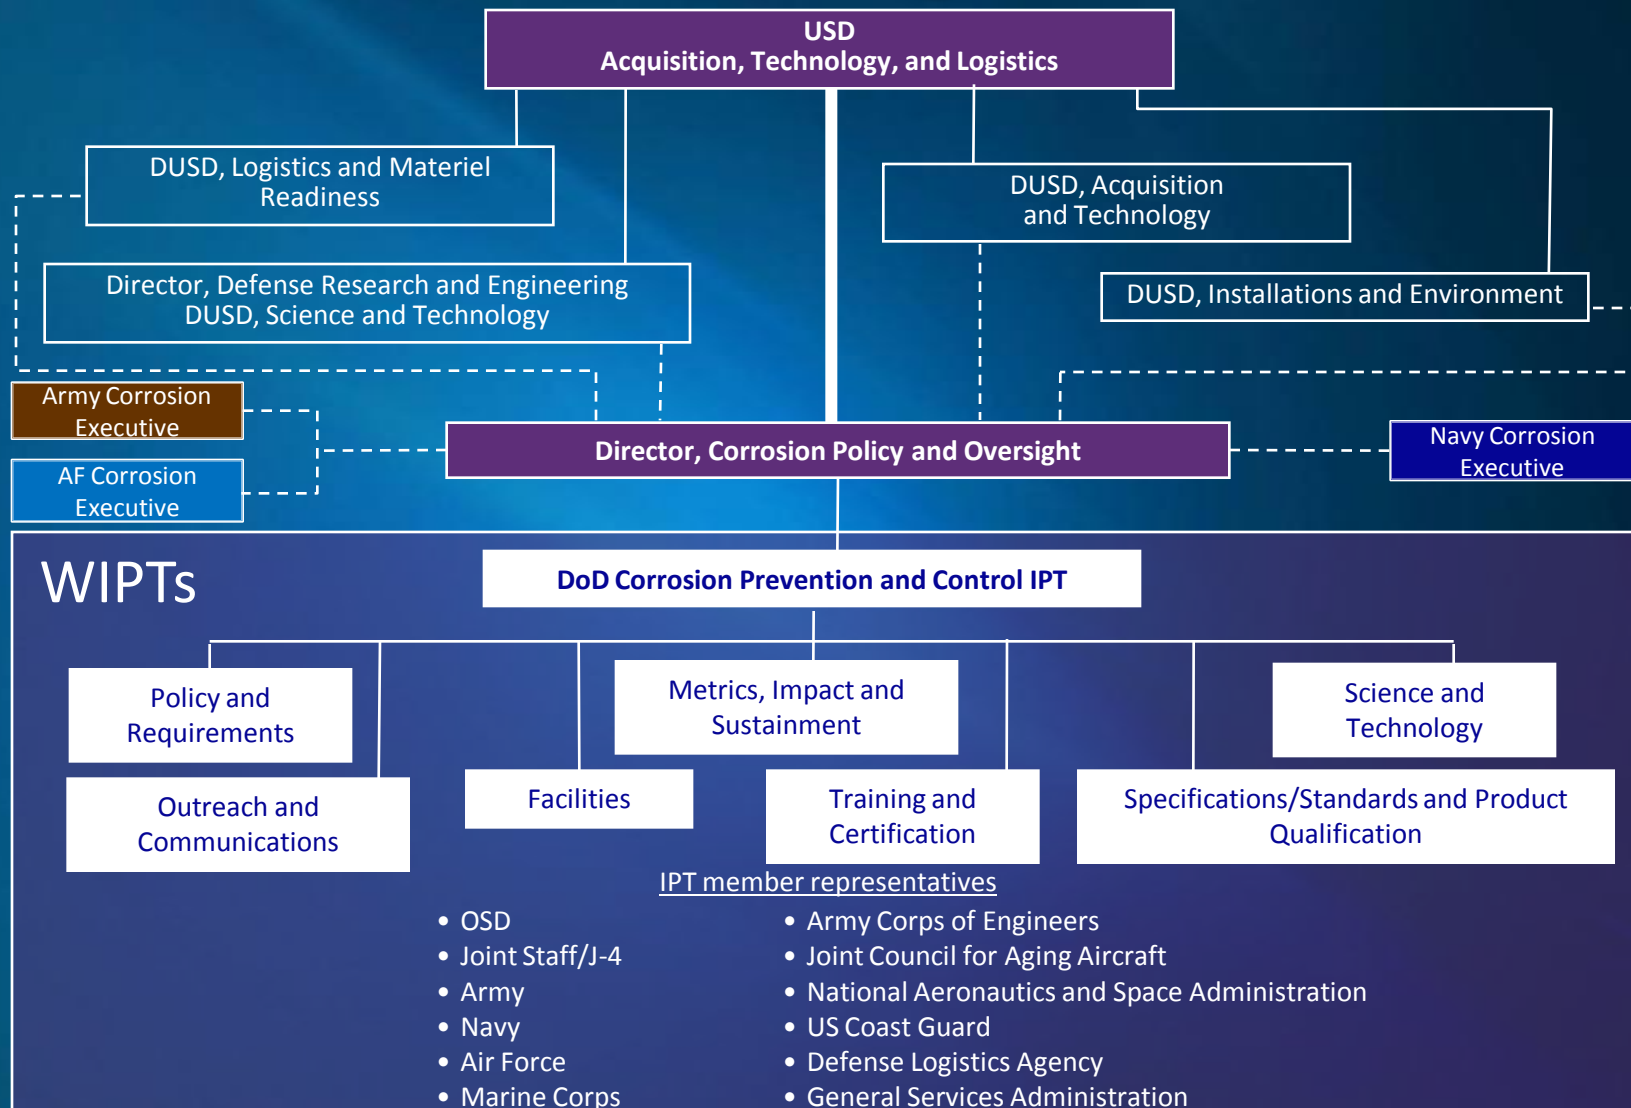 USD
Acquisition, Technology, and Logistics
DUSD, Logistics and Materiel
Readiness
DUSD, Acquisition
and Technology
Director, Defense Research and Engineering
DUSD, Science and Technology
DUSD, Installations and Environment
Army Corrosion
Executive
Director, Corrosion Policy and Oversight
Navy Corrosion
Executive
AF Corrosion
Executive
WIPTs
DoD Corrosion Prevention and Control IPT
Policy and
Requirements
Metrics, Impact and
Sustainment
Science and
Technology
Outreach and
Communications
Facilities
Training and
Certification
Specifications/Standards and Product
Qualification
IPT member representatives
• OSD
• Joint Staff/J-4
• Army
• Navy
• Air Force
• Marine Corps
• Army Corps of Engineers
• Joint Council for Aging Aircraft
• National Aeronautics and Space Administration
• US Coast Guard
• Defense Logistics Agency
• General Services Administration